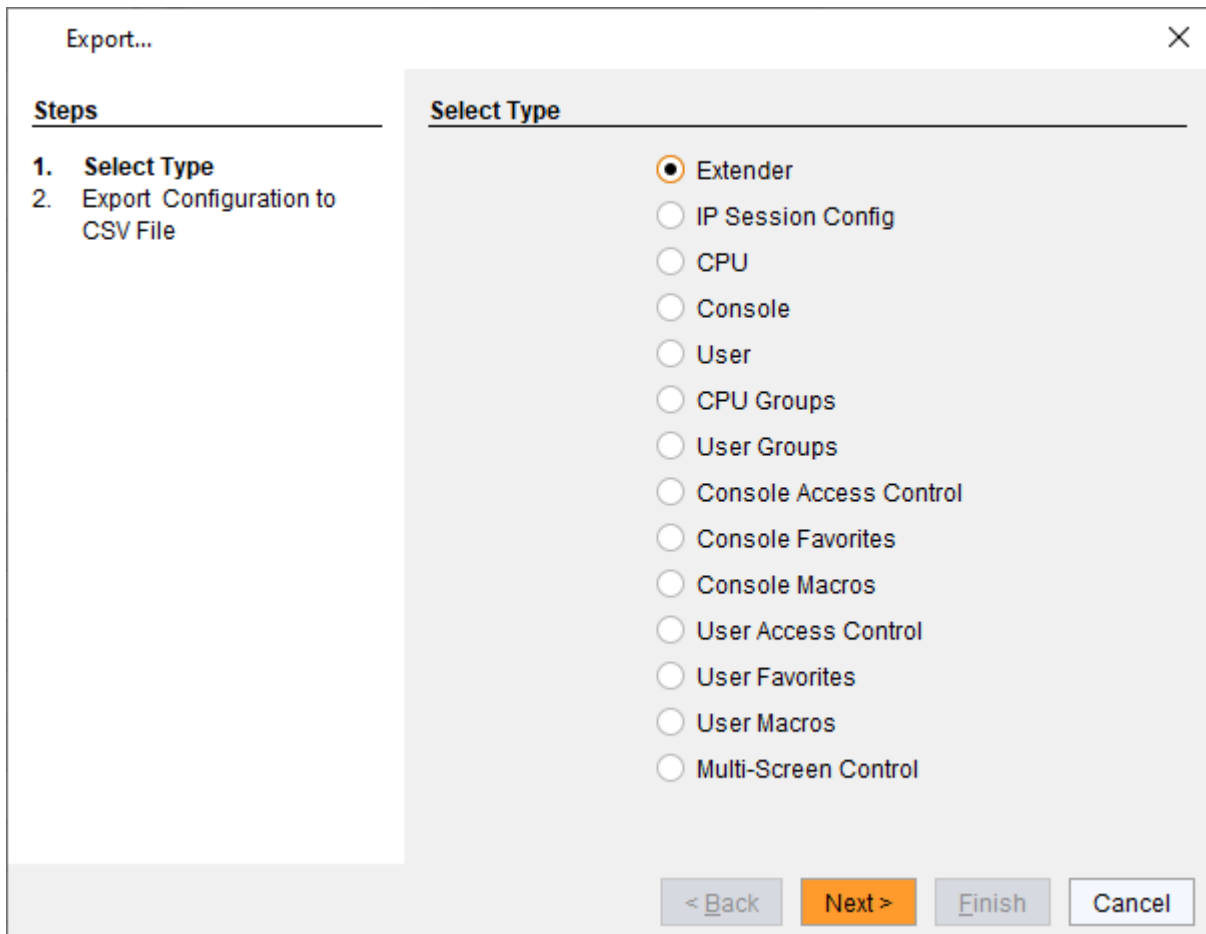 Export...
Steps
1. Select Type
2. Export Configuration to
CSV File
Select Type
Extender
IP Session Config
CPU
Console
User
CPU Groups
User Groups
Console Access Control
Console Favorites
Console Macros
User Access Control
User Favorites
User Macros
Multi-Screen Control
< Back
Next >
Finish
Cancel